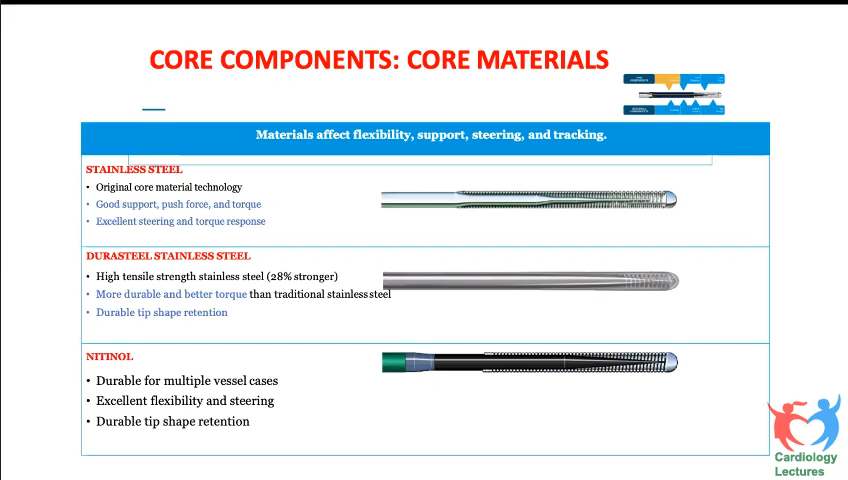 CORE COMPONENTS: CORE MATERIALS
Materials affect flexibility, support, steering, and tracking.
STAINLESS STEEL
• Original core material technology
• Good support, push force, and torque
• Excellent steering and torque response
DURASTEEL STAINLESS STEEL
• High tensile strength stainless steel (28% stronger)
• More durable and better torque than traditional stainless steel
• Durable tip shape retention
NITINOL
• Durable for multiple vessel cases
• Excellent flexibility and steering
• Durable tip shape retention
Cardiology
Lectures